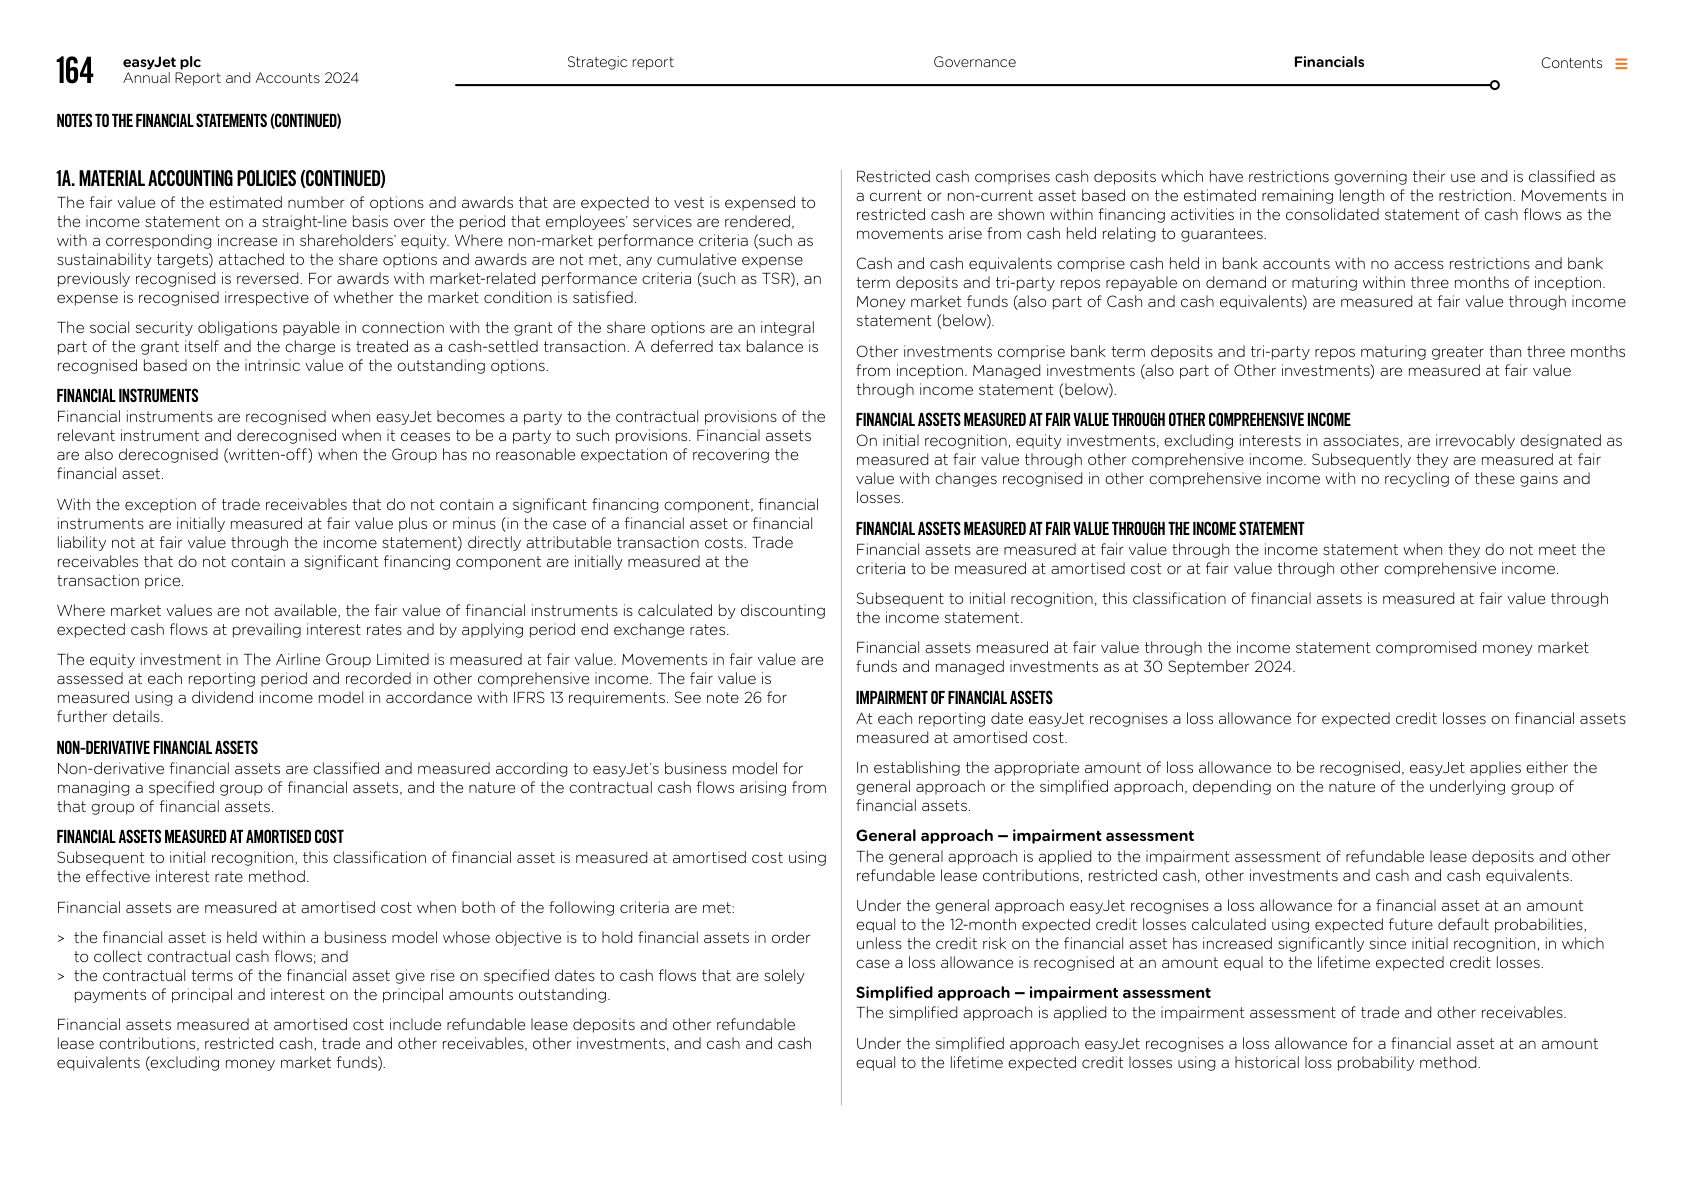 164
easyJet plc
Annual Report and Accounts 2024
Strategic report
Governance
Financials
Contents
NOTES TO THE FINANCIAL STATEMENTS (CONTINUED)
1A. MATERIAL ACCOUNTING POLICIES (CONTINUED)
The fair value of the estimated number of options and awards that are expected to vest is expensed to
the income statement on a straight-line basis over the period that employees’ services are rendered,
with a corresponding increase in shareholders’ equity. Where non-market performance criteria (such as
sustainability targets) attached to the share options and awards are not met, any cumulative expense
previously recognised is reversed. For awards with market-related performance criteria (such as TSR), an
expense is recognised irrespective of whether the market condition is satisfied.
The social security obligations payable in connection with the grant of the share options are an integral
part of the grant itself and the charge is treated as a cash-settled transaction. A deferred tax balance is
recognised based on the intrinsic value of the outstanding options.
FINANCIAL INSTRUMENTS
Financial instruments are recognised when easyJet becomes a party to the contractual provisions of the
relevant instrument and derecognised when it ceases to be a party to such provisions. Financial assets
are also derecognised (written-off) when the Group has no reasonable expectation of recovering the
financial asset.
With the exception of trade receivables that do not contain a significant financing component, financial
instruments are initially measured at fair value plus or minus (in the case of a financial asset or financial
liability not at fair value through the income statement) directly attributable transaction costs. Trade
receivables that do not contain a significant financing component are initially measured at the
transaction price.
Where market values are not available, the fair value of financial instruments is calculated by discounting
expected cash flows at prevailing interest rates and by applying period end exchange rates.
The equity investment in The Airline Group Limited is measured at fair value. Movements in fair value are
assessed at each reporting period and recorded in other comprehensive income. The fair value is
measured using a dividend income model in accordance with IFRS 13 requirements. See note 26 for
further details.
NON-DERIVATIVE FINANCIAL ASSETS
Non-derivative financial assets are classified and measured according to easyJet’s business model for
managing a specified group of financial assets, and the nature of the contractual cash flows arising from
that group of financial assets.
FINANCIAL ASSETS MEASURED AT AMORTISED COST
Subsequent to initial recognition, this classification of financial asset is measured at amortised cost using
the effective interest rate method.
Financial assets are measured at amortised cost when both of the following criteria are met:
> the financial asset is held within a business model whose objective is to hold financial assets in order
to collect contractual cash flows; and
> the contractual terms of the financial asset give rise on specified dates to cash flows that are solely
payments of principal and interest on the principal amounts outstanding.
Financial assets measured at amortised cost include refundable lease deposits and other refundable
lease contributions, restricted cash, trade and other receivables, other investments, and cash and cash
equivalents (excluding money market funds).
Restricted cash comprises cash deposits which have restrictions governing their use and is classified as
a current or non-current asset based on the estimated remaining length of the restriction. Movements in
restricted cash are shown within financing activities in the consolidated statement of cash flows as the
movements arise from cash held relating to guarantees.
Cash and cash equivalents comprise cash held in bank accounts with no access restrictions and bank
term deposits and tri-party repos repayable on demand or maturing within three months of inception.
Money market funds (also part of Cash and cash equivalents) are measured at fair value through income
statement (below).
Other investments comprise bank term deposits and tri-party repos maturing greater than three months
from inception. Managed investments (also part of Other investments) are measured at fair value
through income statement (below).
FINANCIAL ASSETS MEASURED AT FAIR VALUE THROUGH OTHER COMPREHENSIVE INCOME
On initial recognition, equity investments, excluding interests in associates, are irrevocably designated as
measured at fair value through other comprehensive income. Subsequently they are measured at fair
value with changes recognised in other comprehensive income with no recycling of these gains and
losses.
FINANCIAL ASSETS MEASURED AT FAIR VALUE THROUGH THE INCOME STATEMENT
Financial assets are measured at fair value through the income statement when they do not meet the
criteria to be measured at amortised cost or at fair value through other comprehensive income.
Subsequent to initial recognition, this classification of financial assets is measured at fair value through
the income statement.
Financial assets measured at fair value through the income statement compromised money market
funds and managed investments as at 30 September 2024.
IMPAIRMENT OF FINANCIAL ASSETS
At each reporting date easyJet recognises a loss allowance for expected credit losses on financial assets
measured at amortised cost.
In establishing the appropriate amount of loss allowance to be recognised, easyJet applies either the
general approach or the simplified approach, depending on the nature of the underlying group of
financial assets.
General approach – impairment assessment
The general approach is applied to the impairment assessment of refundable lease deposits and other
refundable lease contributions, restricted cash, other investments and cash and cash equivalents.
Under the general approach easyJet recognises a loss allowance for a financial asset at an amount
equal to the 12-month expected credit losses calculated using expected future default probabilities,
unless the credit risk on the financial asset has increased significantly since initial recognition, in which
case a loss allowance is recognised at an amount equal to the lifetime expected credit losses.
Simplified approach – impairment assessment
The simplified approach is applied to the impairment assessment of trade and other receivables.
Under the simplified approach easyJet recognises a loss allowance for a financial asset at an amount
equal to the lifetime expected credit losses using a historical loss probability method.